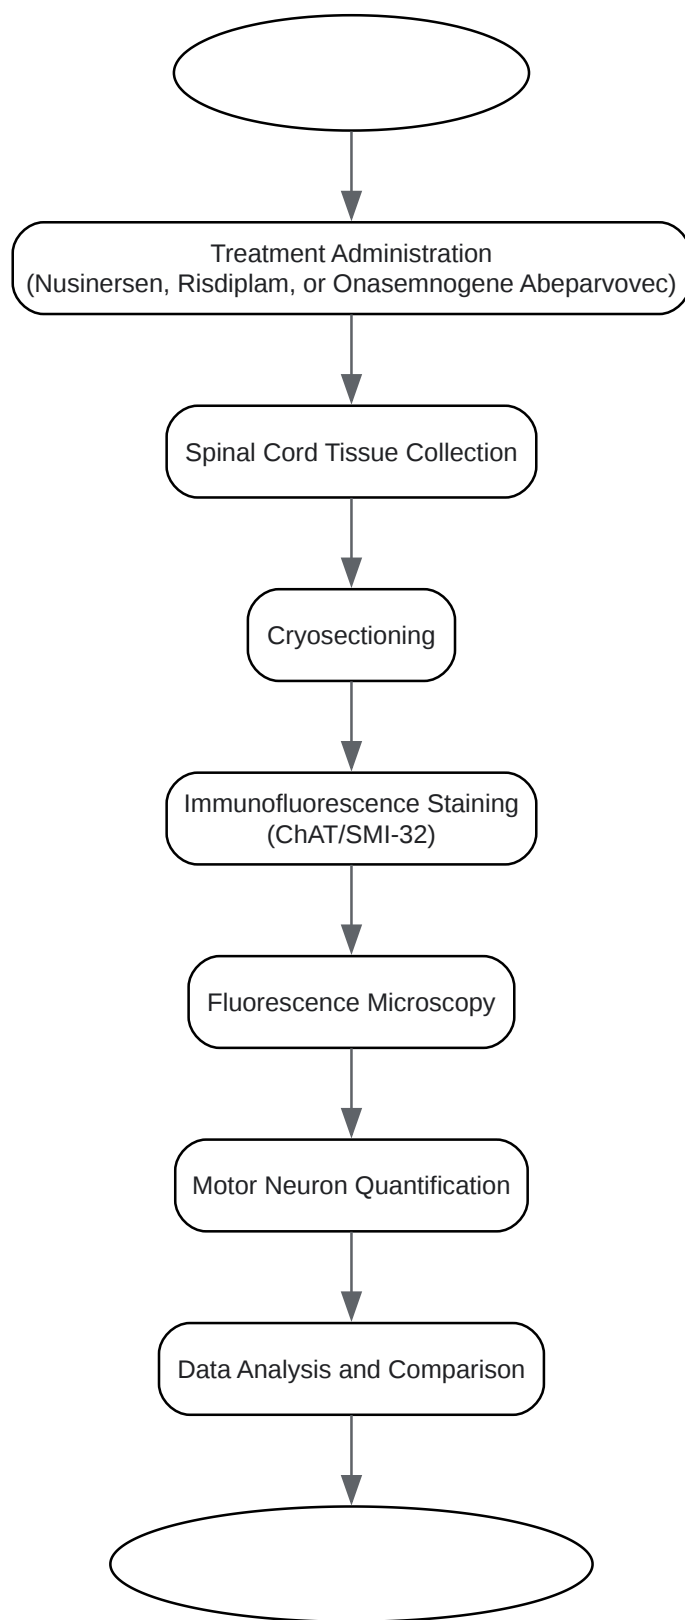 Treatment Administration
(Nusinersen, Risdiplam, or Onasemnogene Abeparvovec)
Spinal Cord Tissue Collection
Cryosectioning
Immunofluorescence Staining
(ChAT/SMI-32)
Fluorescence Microscopy
Motor Neuron Quantification
Data Analysis and Comparison